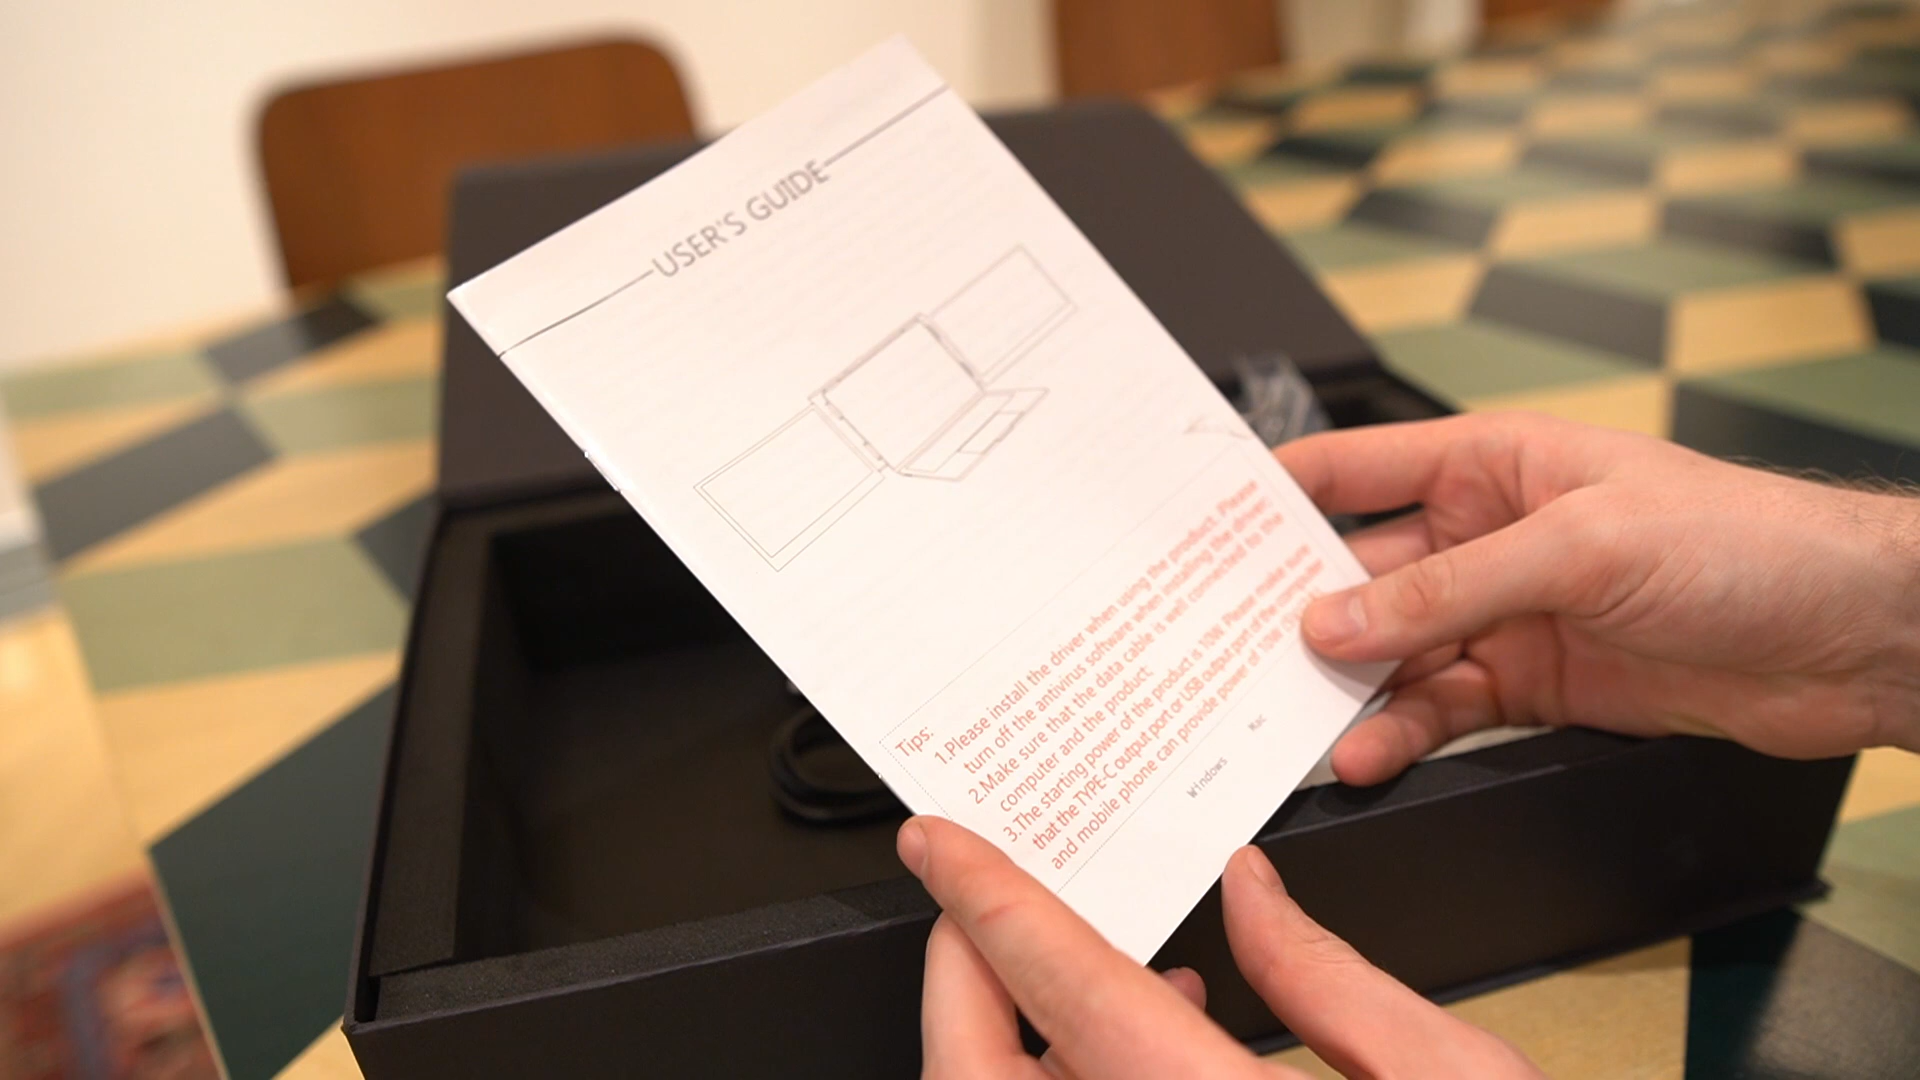 USER'S GUIDE
Tips:
1.Please install the driver when using the product. Please
turn off the antivirus software when installing the driver
2.Make sure that the data cable is well connected to the
computer and the product;
3.The starting power of the product is 10W. Please make sure
that the TYPE-C output port or USB output port of the computer
and mobile phone can provide power of 10W
Windows
Mac